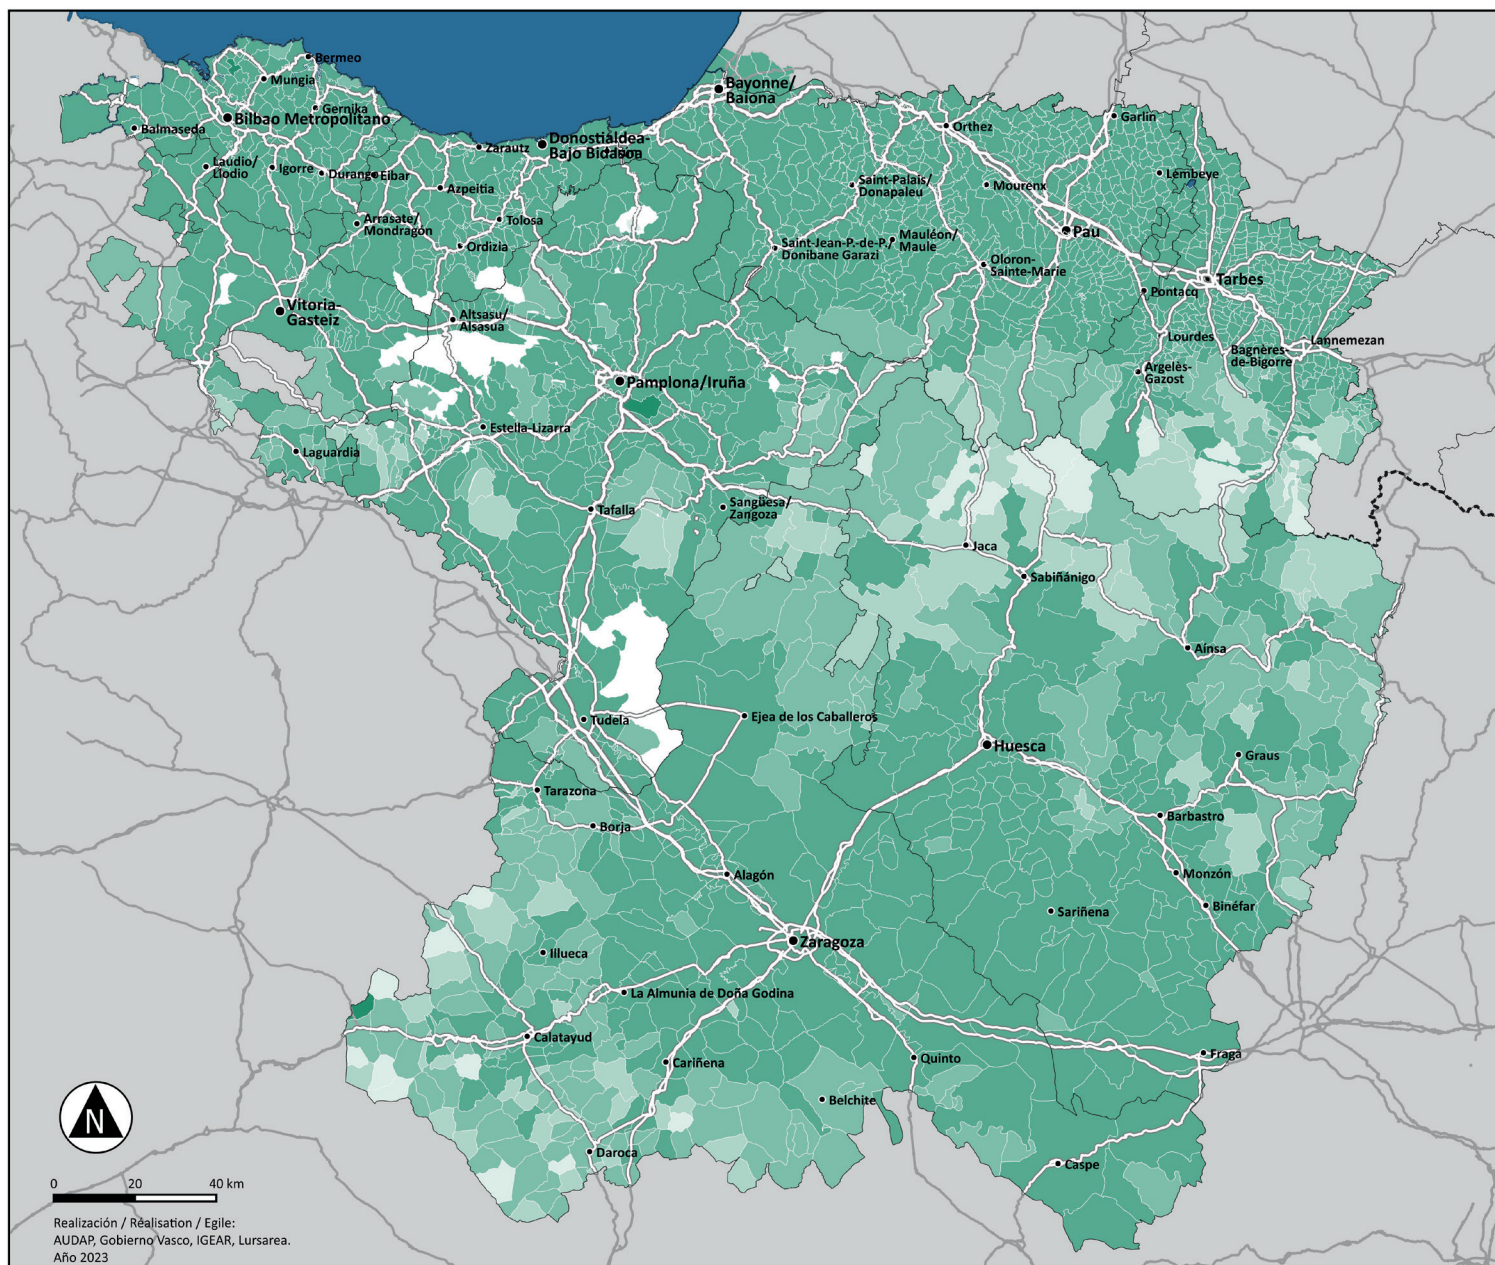 Bermeo
Mungia
Gernika
Bilbao Metropolitano
Balmaseda
Laudio/
Llodio
Igorre
Durango
Eibar
Zarautz
Donostialdea-
Bajo Bidasoa
Bayonne/
Baiona
Azpeitia
Arrasate/
Mondragón
Tolosa
Ordizia
Orthez
Garlin
Saint-Palais/
Donapaleu
Mourenx
Lembeye
Saint-Jean-P.-de-P./
Donibane Garazi
Mauléon/
Maule
Oloron-
Sainte-Marie
Pau
Tarbes
Pontacq
Lourdes
Lannemezan
Bagnères-
de-Bigorre
Argelès-
Gazost
Vitoria-
Gasteiz
Altsasu/
Alsasua
Pamplona/Iruña
Estella-Lizarra
Laguardia
Tafalla
Sangüesa/
Zangoza
Jaca
Sabiñánigo
Aínsa
Tudela
Ejea de los Caballeros
Huesca
Graus
Tarazona
Borja
Barbastro
Alagón
Monzón
Sariñena
Binéfar
Zaragoza
Illueca
La Almunia de Doña Godina
Calatayud
Cariñena
Quinto
Fraga
Belchite
Daroca
Caspe
N
0 20 40 km
Realización / Réalisation / Egile:
AUDAP, Gobierno Vasco, IGEAR, Lursarea.
Año 2023